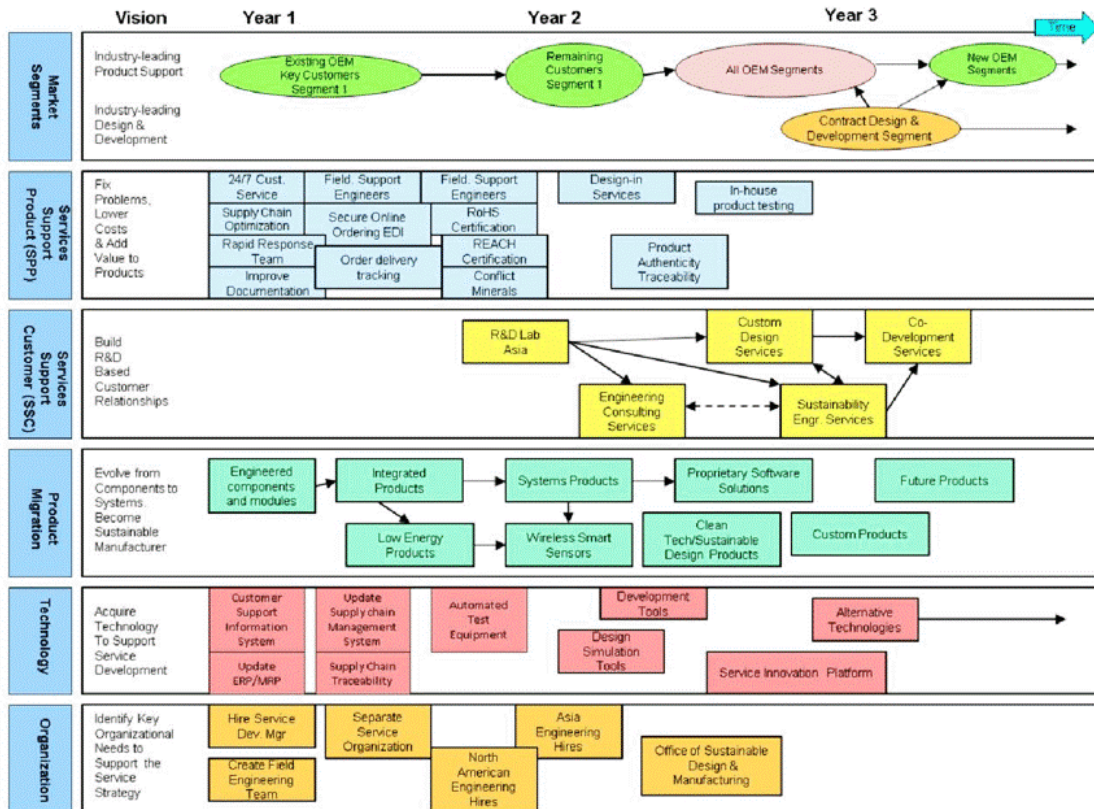 Vision
Year 1
Year 2
Year 3
Time
Market
Segments
Industry-leading
Product Support
Industry-leading
Design &
Development
Existing OEM
Key Customers
Segment 1
Remaining
Customers
Segment 1
All OEM Segments
New OEM
Segments
Contract Design &
Development Segment
Services
Support
Product (SPP)
Fix
Problems,
Lower
Costs
& Add
Value to
Products
24/7 Cust.
Service
Field. Support
Engineers
Field. Support
Engineers
Design-in
Services
In-house
product testing
Supply Chain
Optimization
Secure Online
Ordering EDI
RoHS
Certification
Rapid Response
Team
Order delivery
tracking
REACH
Certification
Product
Authenticity
Traceability
Improve
Documentation
Conflict
Minerals
Services
Support
Customer (SSC)
Build
R&D
Based
Customer
Relationships
R&D Lab
Asia
Custom
Design
Services
Co-
Development
Services
Engineering
Consulting
Services
Sustainability
Engr. Services
Product
Migration
Evolve from
Components to
Systems.
Become
Sustainable
Manufacturer
Engineered
components
and modules
Integrated
Products
Systems Products
Proprietary Software
Solutions
Future Products
Low Energy
Products
Wireless Smart
Sensors
Clean
Tech/Sustainable
Design Products
Custom Products
Technology
Acquire
Technology
To Support
Service
Development
Customer
Support
Information
System
Update
Supply chain
Management
System
Automated
Test
Equipment
Development
Tools
Alternative
Technologies
Design
Simulation
Tools
Update
ERP/MRP
Supply Chain
Traceability
Service Innovation Platform
Organization
Identify Key
Organizational
Needs to
Support the
Service
Strategy
Hire Service
Dev. Mgr
Separate
Service
Organization
Asia
Engineering
Hires
Create Field
Engineering
Team
North
American
Engineering
Hires
Office of Sustainable
Design &
Manufacturing